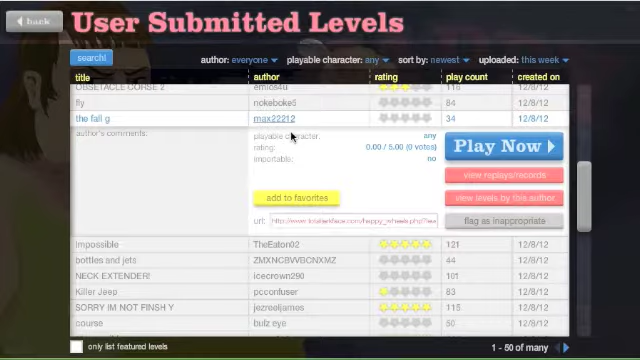 back
User Submitted Levels
search!
author: everyone playable character: any sort by: newest uploaded: this week
title author rating play count created on
OBSETACLE CORSE 2 emios4u 116 12/8/12
fly nokeboke5 84 12/8/12
the fall g max22212 34 12/8/12
author's comments:
playable character: any
rating: 0.00 / 5.00 (0 votes)
importable: no
Play Now
view replays/records
add to favorites
view levels by this author
url:
flag as inappropriate
Impossible TheEaton02 121 12/8/12
bottles and jets ZMXNCBVVBCNXMZ 44 12/8/12
NECK EXTENDER! icecrown290 101 12/8/12
Killer Jeep pcconfuser 83 12/8/12
SORRY IM NOT FINSH Y jezreeljames 115 12/8/12
course bulz eye 50 12/8/12
only list featured levels
1 - 50 of many